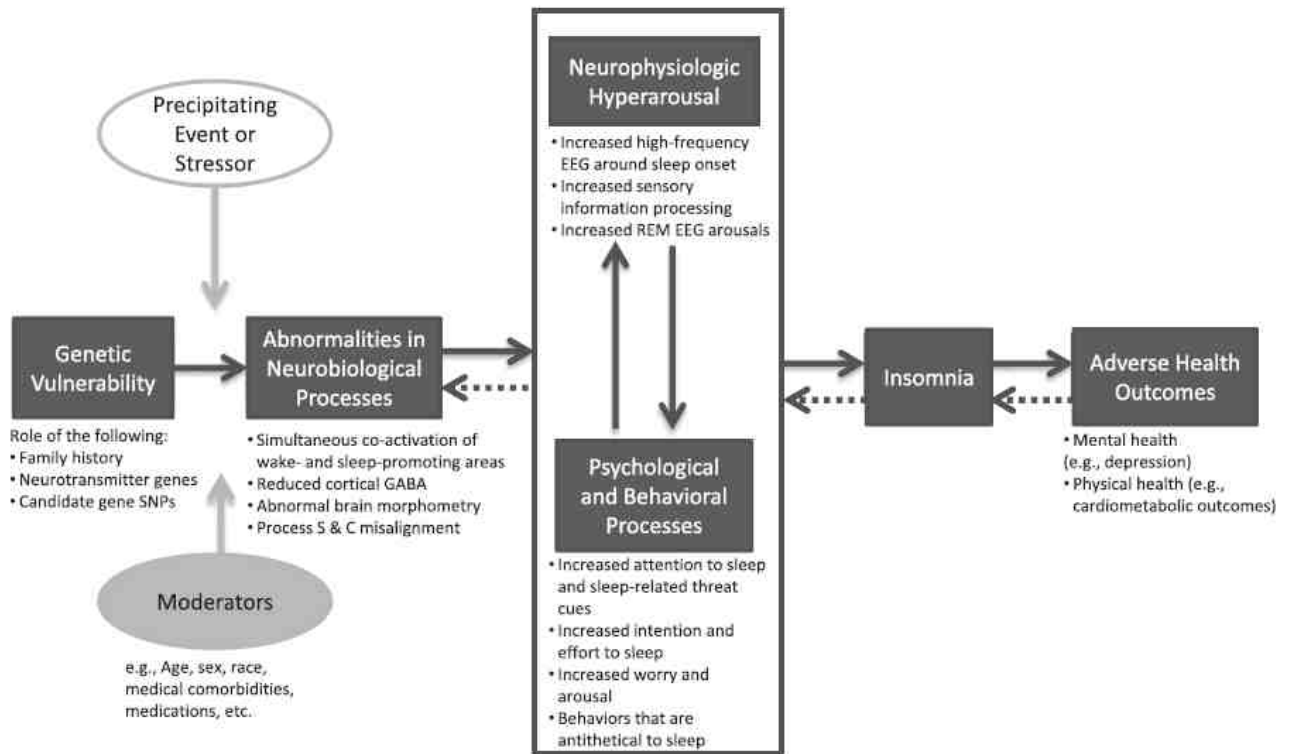 Precipitating
Event or
Stressor
Genetic
Vulnerability
Role of the following:
• Family history
• Neurotransmitter genes
• Candidate gene SNPs
Moderators
e.g., Age, sex, race,
medical comorbidities,
medications, etc.
Abnormalities in
Neurobiological
Processes
• Simultaneous co-activation of
wake- and sleep-promoting areas
• Reduced cortical GABA
• Abnormal brain morphometry
• Process S & C misalignment
Neurophysiologic
Hyperarousal
• Increased high-frequency
EEG around sleep onset
• Increased sensory
information processing
• Increased REM EEG arousals
Psychological
and Behavioral
Processes
• Increased attention to sleep
and sleep-related threat
cues
• Increased intention and
effort to sleep
• Increased worry and
arousal
• Behaviors that are
antithetical to sleep
Insomnia
Adverse Health
Outcomes
• Mental health
(e.g., depression)
• Physical health (e.g.,
cardiometabolic outcomes)